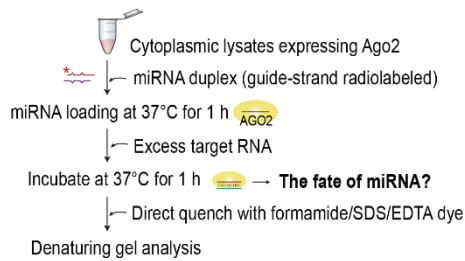 Cytoplasmic lysates expressing Ago2
* miRNA duplex (guide-strand radiolabeled)
miRNA loading at 37°C for 1 h AGO2
Excess target RNA
Incubate at 37°C for 1 h → The fate of miRNA?
Direct quench with formamide/SDS/EDTA dye
Denaturing gel analysis